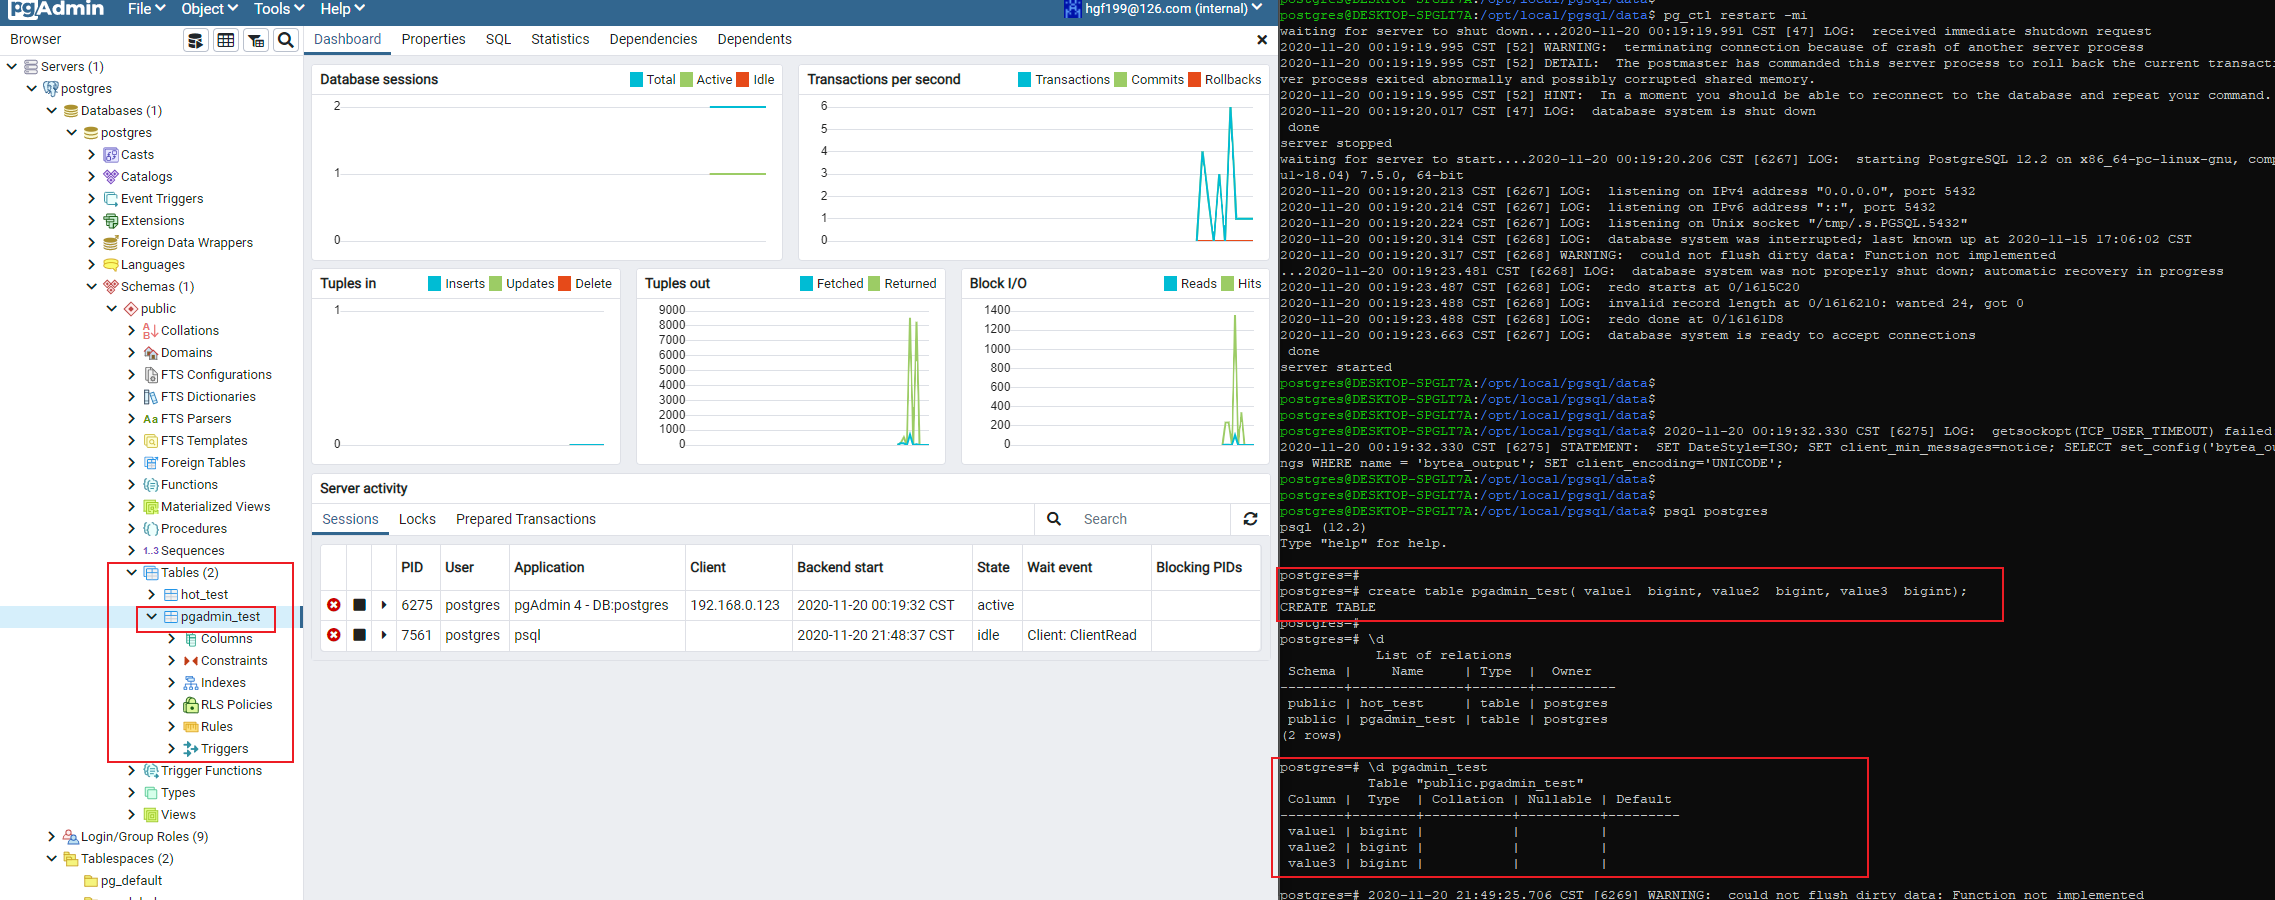 pgAdmin File Object Tools Help hgf199@126.com (internal)
Browser
Servers (1)
postgres
Databases (1)
postgres
Casts
Catalogs
Event Triggers
Extensions
Foreign Data Wrappers
Languages
Schemas (1)
public
Collations
Domains
FTS Configurations
FTS Dictionaries
Aa FTS Parsers
FTS Templates
Foreign Tables
Functions
Materialized Views
Procedures
1..3 Sequences
Tables (2)
hot_test
pgadmin_test
Columns
Constraints
Indexes
RLS Policies
Rules
Triggers
Trigger Functions
Types
Views
Login/Group Roles (9)
Tablespaces (2)
pg_default
Dashboard Properties SQL Statistics Dependencies Dependents
Database sessions Total Active Idle
2
1
0
Transactions per second Transactions Commits Rollbacks
6
5
4
3
2
1
0
Tuples in Inserts Updates Delete
1
0
Tuples out Fetched Returned
9000
8000
7000
6000
5000
4000
3000
2000
1000
0
Block I/O Reads Hits
1400
1200
1000
800
600
400
200
0
Server activity
Sessions Locks Prepared Transactions Search
PID User Application Client Backend start State Wait event Blocking PIDs
6275 postgres pgAdmin 4 - DB:postgres 192.168.0.123 2020-11-20 00:19:32 CST active
7561 postgres psql 2020-11-20 21:48:37 CST idle Client: ClientRead
postgres@DESKTOP-SPGLT7A:/opt/local/pgsql/data$ pg_ctl restart -mi
waiting for server to shut down....2020-11-20 00:19:19.991 CST [47] LOG:  received immediate shutdown request
2020-11-20 00:19:19.995 CST [52] WARNING:  terminating connection because of crash of another server process
2020-11-20 00:19:19.995 CST [52] DETAIL:  The postmaster has commanded this server process to roll back the current transacti
ver process exited abnormally and possibly corrupted shared memory.
2020-11-20 00:19:19.995 CST [52] HINT:  In a moment you should be able to reconnect to the database and repeat your command.
2020-11-20 00:19:20.017 CST [47] LOG:  database system is shut down
done
server stopped
waiting for server to start....2020-11-20 00:19:20.206 CST [6267] LOG:  starting PostgreSQL 12.2 on x86_64-pc-linux-gnu, comp
ul~18.04) 7.5.0, 64-bit
2020-11-20 00:19:20.213 CST [6267] LOG:  listening on IPv4 address "0.0.0.0", port 5432
2020-11-20 00:19:20.214 CST [6267] LOG:  listening on IPv6 address "::", port 5432
2020-11-20 00:19:20.224 CST [6267] LOG:  listening on Unix socket "/tmp/.s.PGSQL.5432"
2020-11-20 00:19:20.314 CST [6268] LOG:  database system was interrupted; last known up at 2020-11-15 17:06:02 CST
2020-11-20 00:19:20.317 CST [6268] WARNING:  could not flush dirty data: Function not implemented
...2020-11-20 00:19:23.481 CST [6268] LOG:  database system was not properly shut down; automatic recovery in progress
2020-11-20 00:19:23.487 CST [6268] LOG:  redo starts at 0/1615C20
2020-11-20 00:19:23.488 CST [6268] LOG:  invalid record length at 0/1616210: wanted 24, got 0
2020-11-20 00:19:23.488 CST [6268] LOG:  redo done at 0/16161D8
2020-11-20 00:19:23.663 CST [6267] LOG:  database system is ready to accept connections
done
server started
postgres@DESKTOP-SPGLT7A:/opt/local/pgsql/data$
postgres@DESKTOP-SPGLT7A:/opt/local/pgsql/data$
postgres@DESKTOP-SPGLT7A:/opt/local/pgsql/data$
postgres@DESKTOP-SPGLT7A:/opt/local/pgsql/data$ 2020-11-20 00:19:32.330 CST [6275] LOG:  getsockopt(TCP_USER_TIMEOUT) failed
2020-11-20 00:19:32.330 CST [6275] STATEMENT:  SET DateStyle=ISO; SET client_min_messages=notice; SELECT set_config('bytea_ou
ngs WHERE name = 'bytea_output'; SET client_encoding='UNICODE';
postgres@DESKTOP-SPGLT7A:/opt/local/pgsql/data$
postgres@DESKTOP-SPGLT7A:/opt/local/pgsql/data$
postgres@DESKTOP-SPGLT7A:/opt/local/pgsql/data$ psql postgres
psql (12.2)
Type "help" for help.
postgres=#
postgres=# create table pgadmin_test( value1  bigint, value2  bigint, value3  bigint);
CREATE TABLE
postgres=#
postgres=# \d
List of relations
Schema |     Name     | Type  |  Owner
--------+--------------+-------+----------
public | hot_test     | table | postgres
public | pgadmin_test | table | postgres
(2 rows)
postgres=# \d pgadmin_test
Table "public.pgadmin_test"
Column |  Type  | Collation | Nullable | Default
--------+--------+-----------+----------+---------
value1 | bigint |           |          |
value2 | bigint |           |          |
value3 | bigint |           |          |
postgres=# 2020-11-20 21:49:25.706 CST [6269] WARNING:  could not flush dirty data: Function not implemented